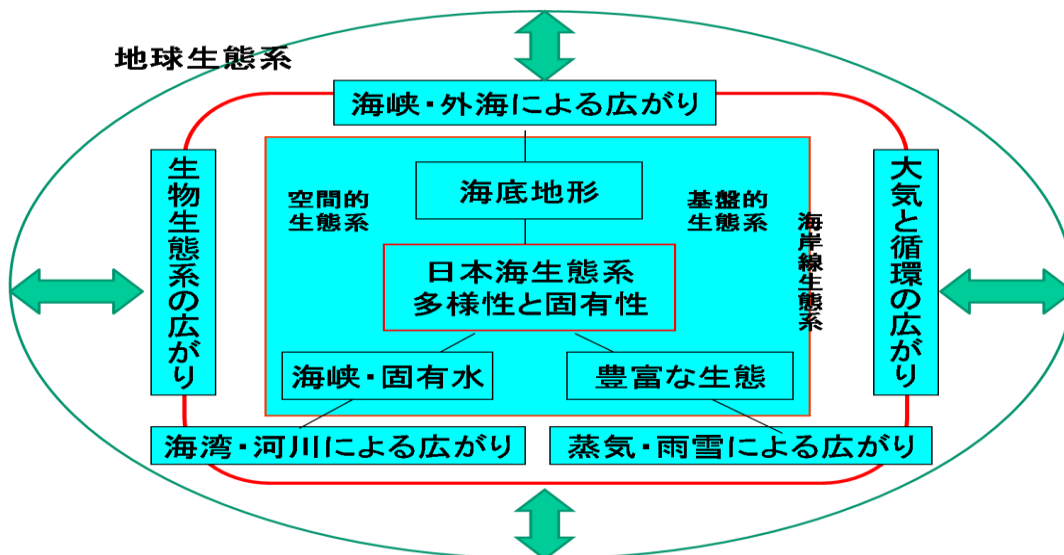 地球生態系
海峡・外海による広がり
生物生態系の広がり
空間的
生態系
海底地形
基盤的
生態系
海岸線生態系
大気と循環の広がり
日本海生態系
多様性と固有性
海峡・固有水
豊富な生態
海湾・河川による広がり
蒸気・雨雪による広がり